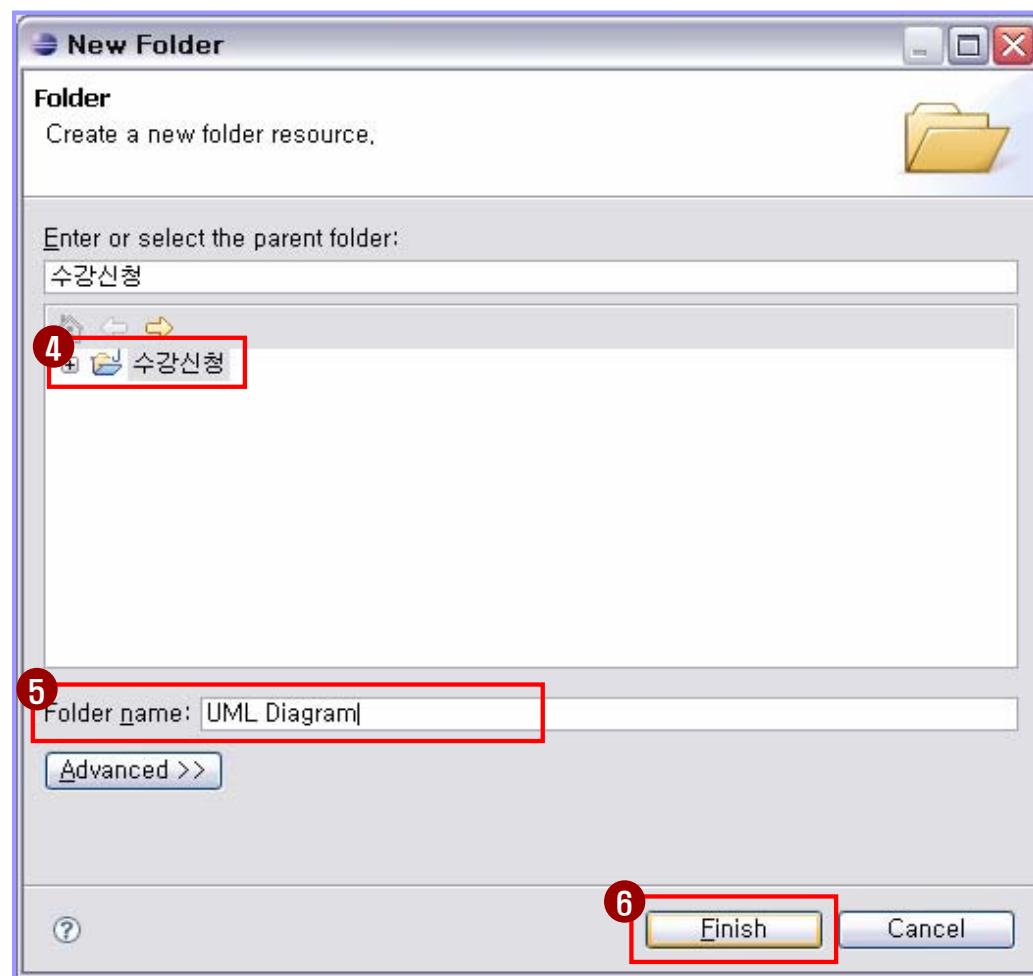 New Folder
Folder
Create a new folder resource.
Enter or select the parent folder:
수강신청
4
수강신청
5
Folder name: UML Diagram
Advanced >>
6
Finish
Cancel